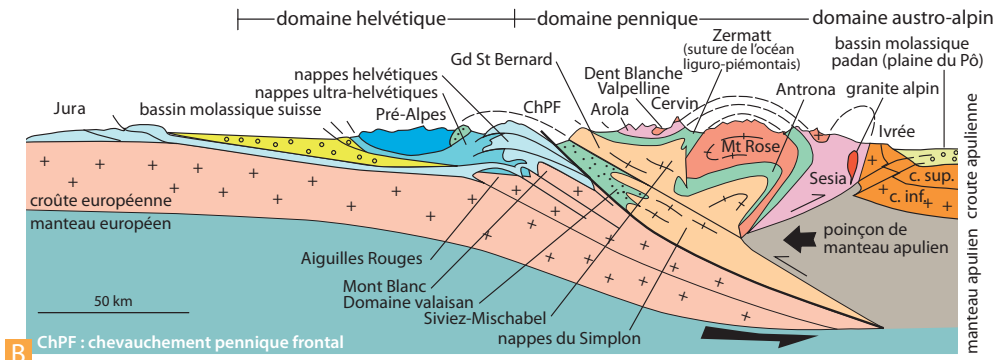 domaine helvétique
domaine pennique
domaine austro-alpin
Zermatt
(suture de l'océan
liguro-piémontais)
bassin molassique
padan (plaine du Pô)
Gd St Bernard
nappes helvétiques
nappes ultra-helvétiques
Dent Blanche
Valpelline
Antrona
granite alpin
Jura
bassin molassique suisse
Pré-Alpes
ChPF
Arola
Cervin
Ivrée
Mt Rose
Sesia
c. sup.
c. inf.
croûte européenne
manteau européen
poinçon de
manteau apulien
Aiguilles Rouges
Mont Blanc
Domaine valaisan
Siviez-Mischabel
nappes du Simplon
50 km
B
ChPF : chevauchement pennique frontal
manteau apulien
croute apulienne